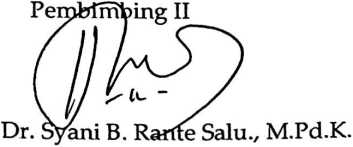 Pembimbing II
Dr. Syani B. Rante Salu., M.Pd.K.